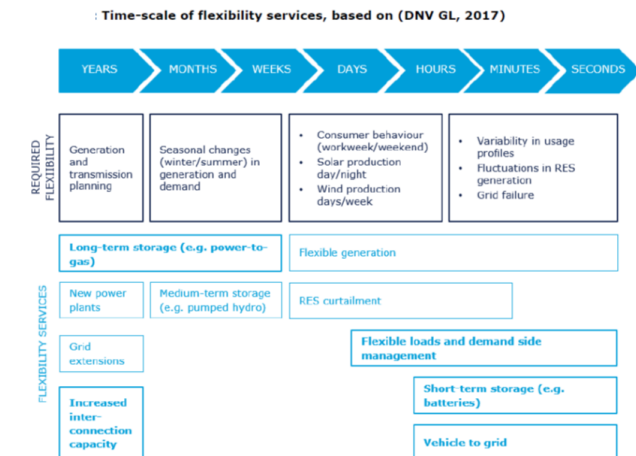 : Time-scale of flexibility services, based on (DNV GL, 2017)
YEARS
MONTHS
WEEKS
DAYS
HOURS
MINUTES
SECONDS
REQUIRED
FLEXIIBILITY
Generation
and
transmission
planning
Seasonal changes
(winter/summer) in
generation and
demand
• Consumer behaviour
(workweek/weekend)
• Solar production
day/night
• Wind production
days/week
• Variability in usage
profiles
• Fluctuations in RES
generation
• Grid failure
FLEXIBILITY SERVICES
Long-term storage (e.g. power-to-
gas)
Flexible generation
New power
plants
Medium-term storage
(e.g. pumped hydro)
RES curtailment
Grid
extensions
Flexible loads and demand side
management
Increased
inter-
connection
capacity
Short-term storage (e.g.
batteries)
Vehicle to grid